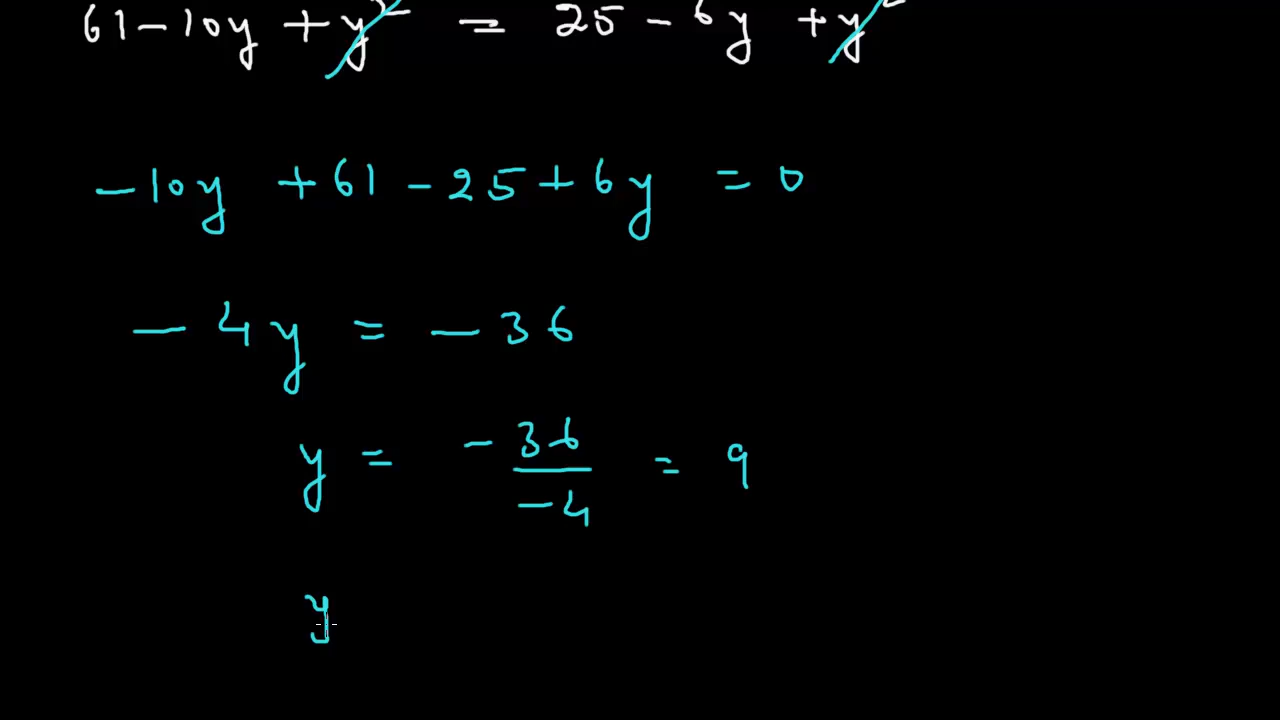 61 - 10y + y² = 25 - 6y + y²
- 10y + 61 - 25 + 6y = 0
- 4y = - 36
y = - 36 / - 4 = 9
y